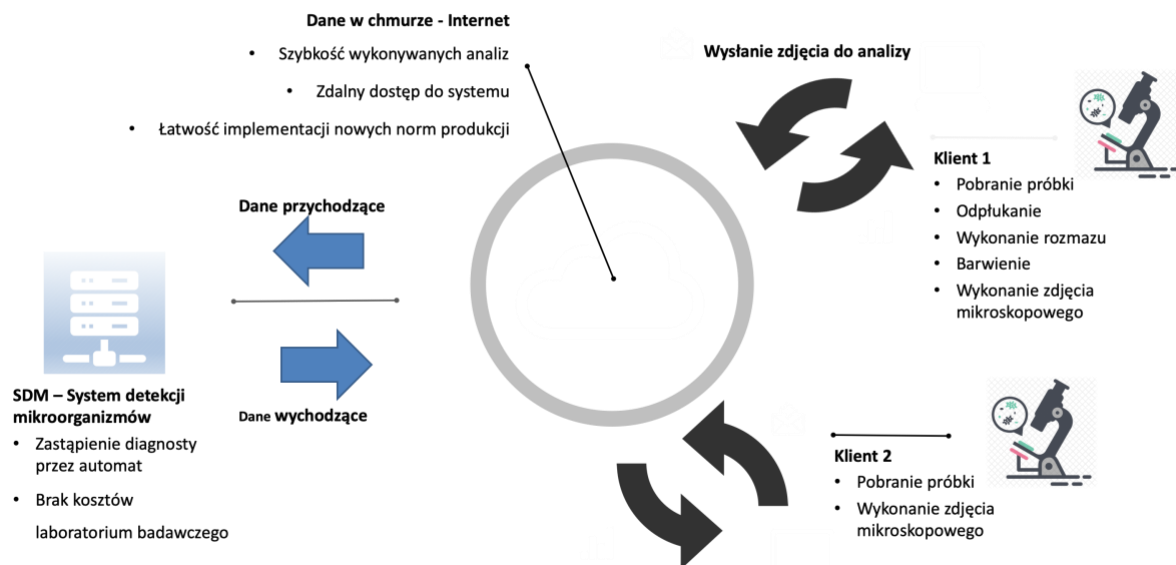 Dane w chmurze - Internet
• Szybkość wykonywanych analiz
• Zdalny dostęp do systemu
• Łatwość implementacji nowych norm produkcji
Wysłanie zdjęcia do analizy
Klient 1
• Pobranie próbki
• Odpłukanie
• Wykonanie rozmazu
• Barwienie
• Wykonanie zdjęcia
mikroskopowego
Dane przychodzące
Dane wychodzące
SDM – System detekcji
mikroorganizmów
• Zastąpienie diagnosty
przez automat
• Brak kosztów
laboratorium badawczego
Klient 2
• Pobranie próbki
• Wykonanie zdjęcia
mikroskopowego